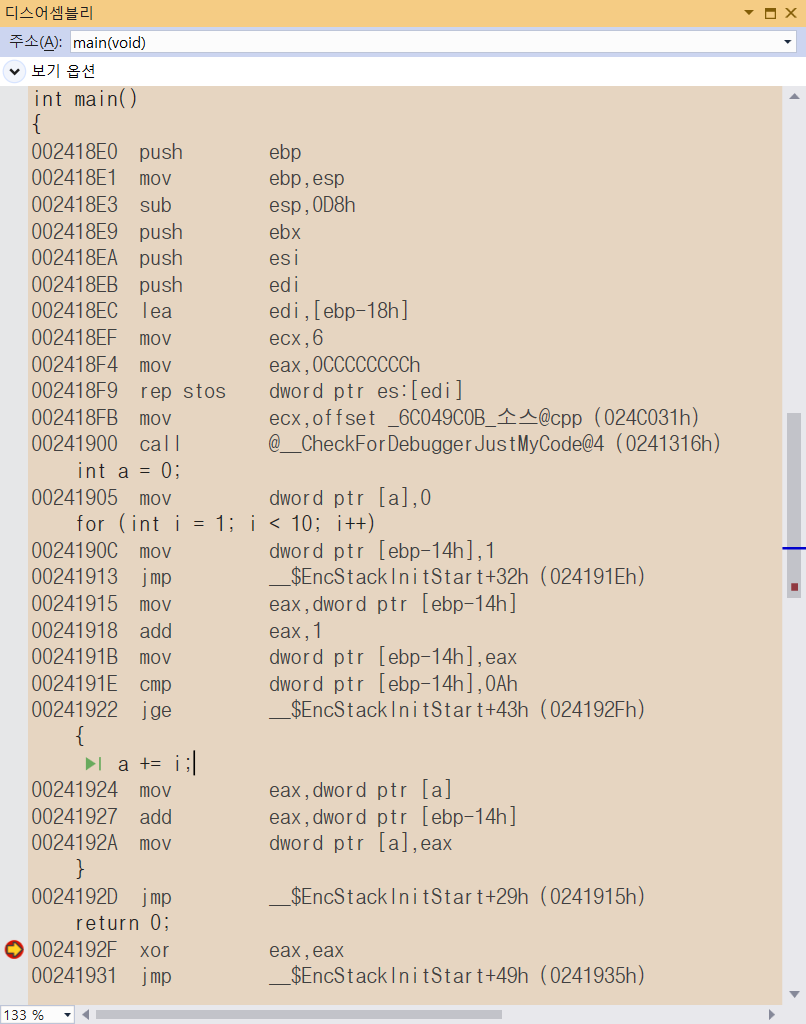 디스어셈블리
주소(A): main(void)
보기 옵션
int main()
{
002418E0 push ebp
002418E1 mov ebp,esp
002418E3 sub esp,0D8h
002418E9 push ebx
002418EA push esi
002418EB push edi
002418EC lea edi,[ebp-18h]
002418EF mov ecx,6
002418F4 mov eax,0CCCCCCCCh
002418F9 rep stos dword ptr es:[edi]
002418FB mov ecx,offset _6C049C0B_소스@cpp (024C031h)
00241900 call @__CheckForDebuggerJustMyCode@4 (0241316h)
int a = 0;
00241905 mov dword ptr [a],0
for (int i = 1; i < 10; i++)
0024190C mov dword ptr [ebp-14h],1
00241913 jmp __$EncStackInitStart+32h (024191Eh)
00241915 mov eax,dword ptr [ebp-14h]
00241918 add eax,1
0024191B mov dword ptr [ebp-14h],eax
0024191E cmp dword ptr [ebp-14h],0Ah
00241922 jge __$EncStackInitStart+43h (024192Fh)
{
a += i;
00241924 mov eax,dword ptr [a]
00241927 add eax,dword ptr [ebp-14h]
0024192A mov dword ptr [a],eax
}
0024192D jmp __$EncStackInitStart+29h (0241915h)
return 0;
0024192F xor eax,eax
00241931 jmp __$EncStackInitStart+49h (0241935h)
133 %